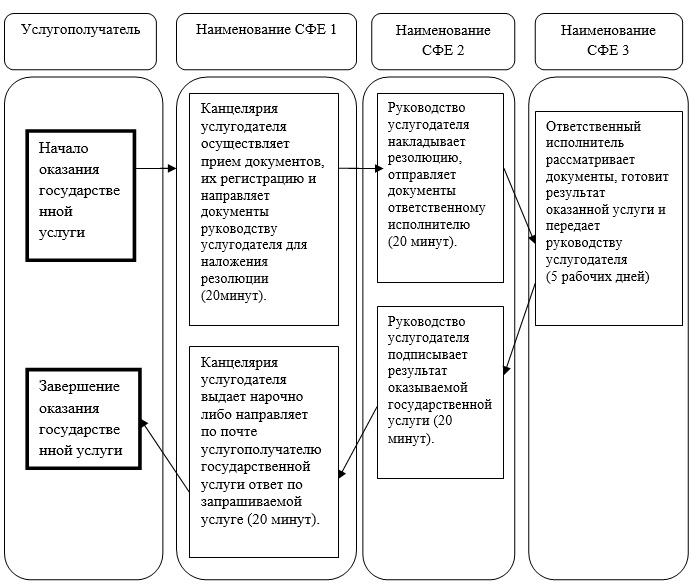 Услугополучатель
Наименование СФЕ 1
Наименование
СФЕ 2
Наименование
СФЕ 3
Начало
оказания
государстве
нной
услуги
Канцелярия
услугодателя
осуществляет
прием документов,
их регистрацию и
направляет
документы
руководству
услугодателя для
наложения
резолюции
(20минут).
Руководство
услугодателя
накладывает
резолюцию,
отправляет
документы
ответственному
исполнителю
(20 минут).
Ответственный
исполнитель
рассматривает
документы, готовит
результат
оказанной услуги и
передает
руководству
услугодателя
(5 рабочих дней)
Руководство
услугодателя
подписывает
результат
оказываемой
государственной
услуги (20
минут).
Канцелярия
услугодателя
выдает нарочно
либо направляет
по почте
услугополучателю
государственной
услуги ответ по
запрашиваемой
услуге (20 минут).
Завершение
оказания
государстве
нной услуги